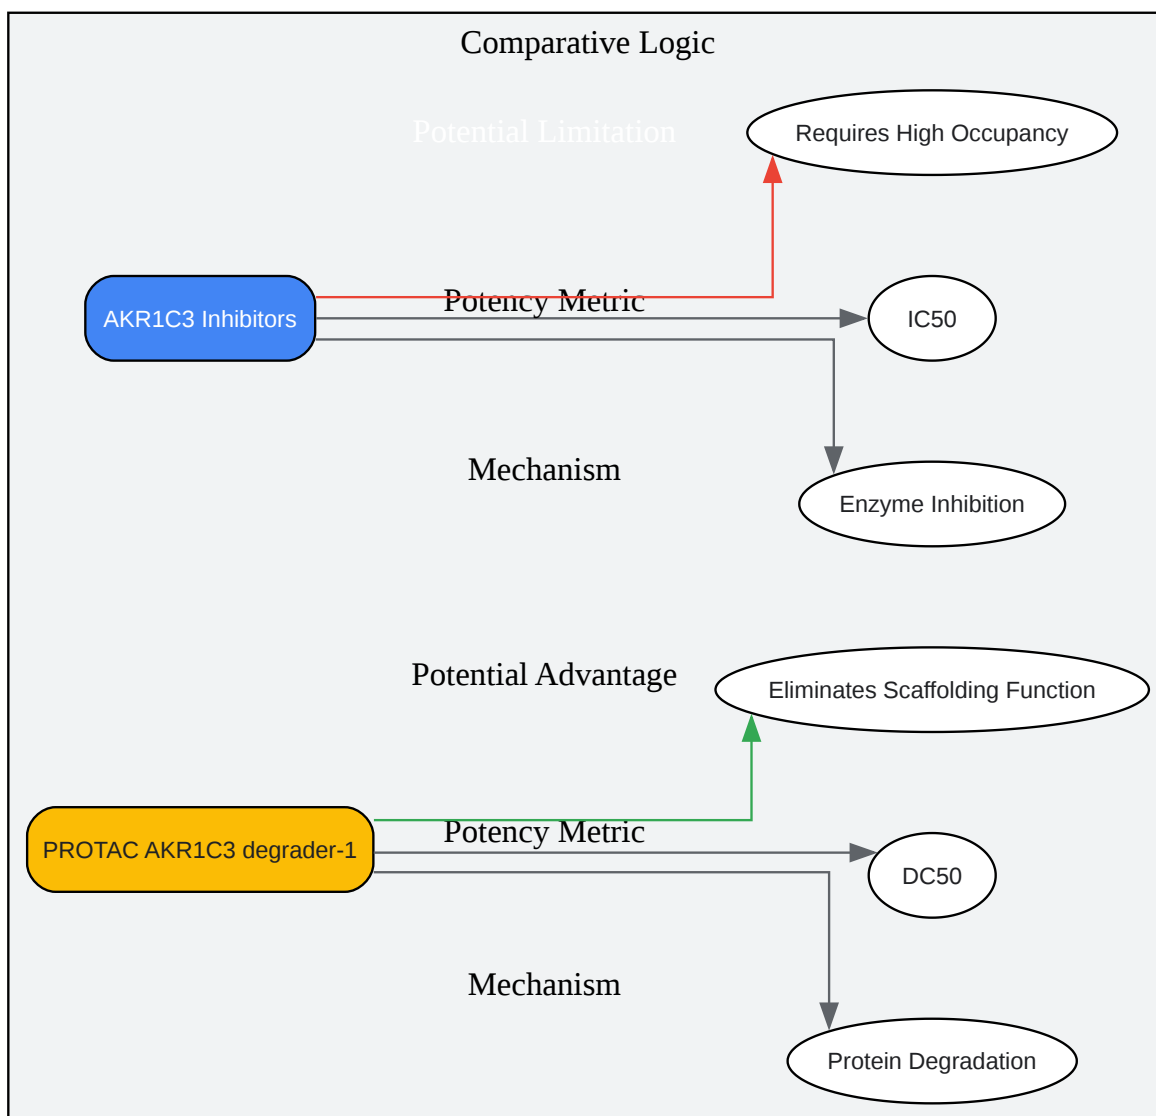 Comparative Logic
Potential Limitation
Requires High Occupancy
AKR1C3 Inhibitors
Potency Metric
IC50
Mechanism
Enzyme Inhibition
Potential Advantage
Eliminates Scaffolding Function
PROTAC AKR1C3 degrader-1
Potency Metric
DC50
Mechanism
Protein Degradation